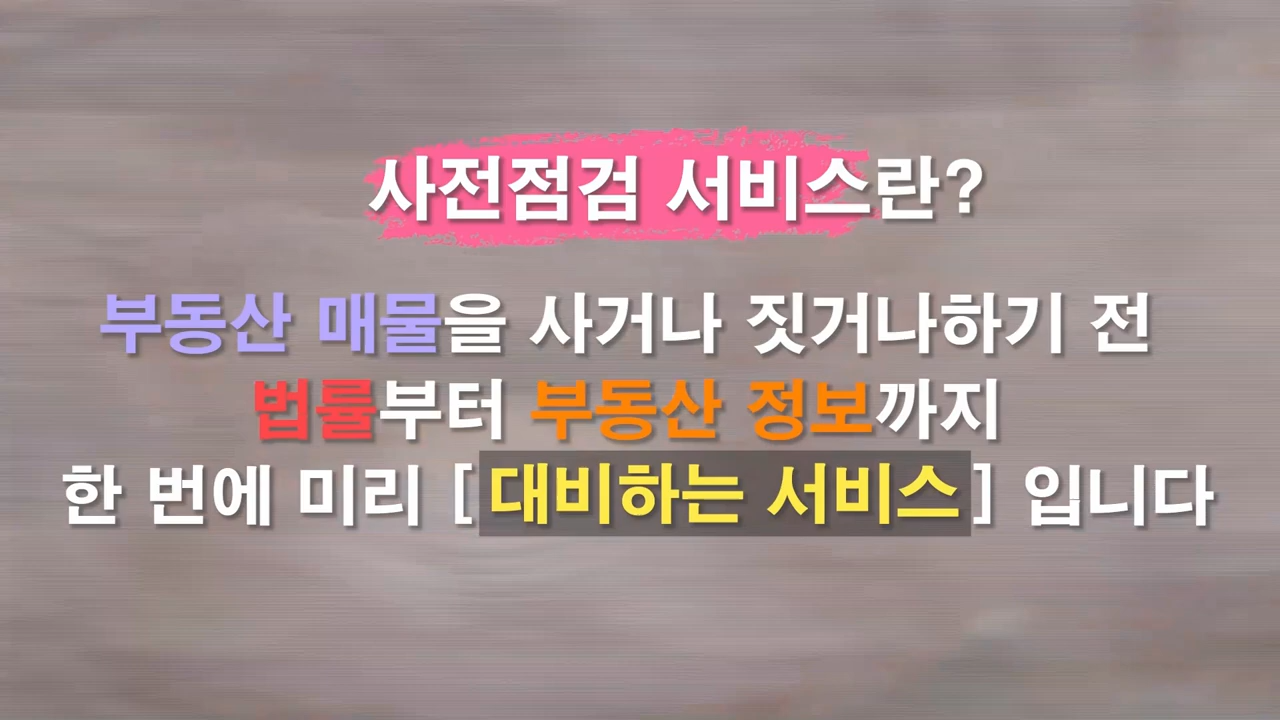 사전점검 서비스란?
부동산 매물을 사거나 짓거나하기 전
법률부터 부동산 정보까지
한 번에 미리 [대비하는 서비스] 입니다